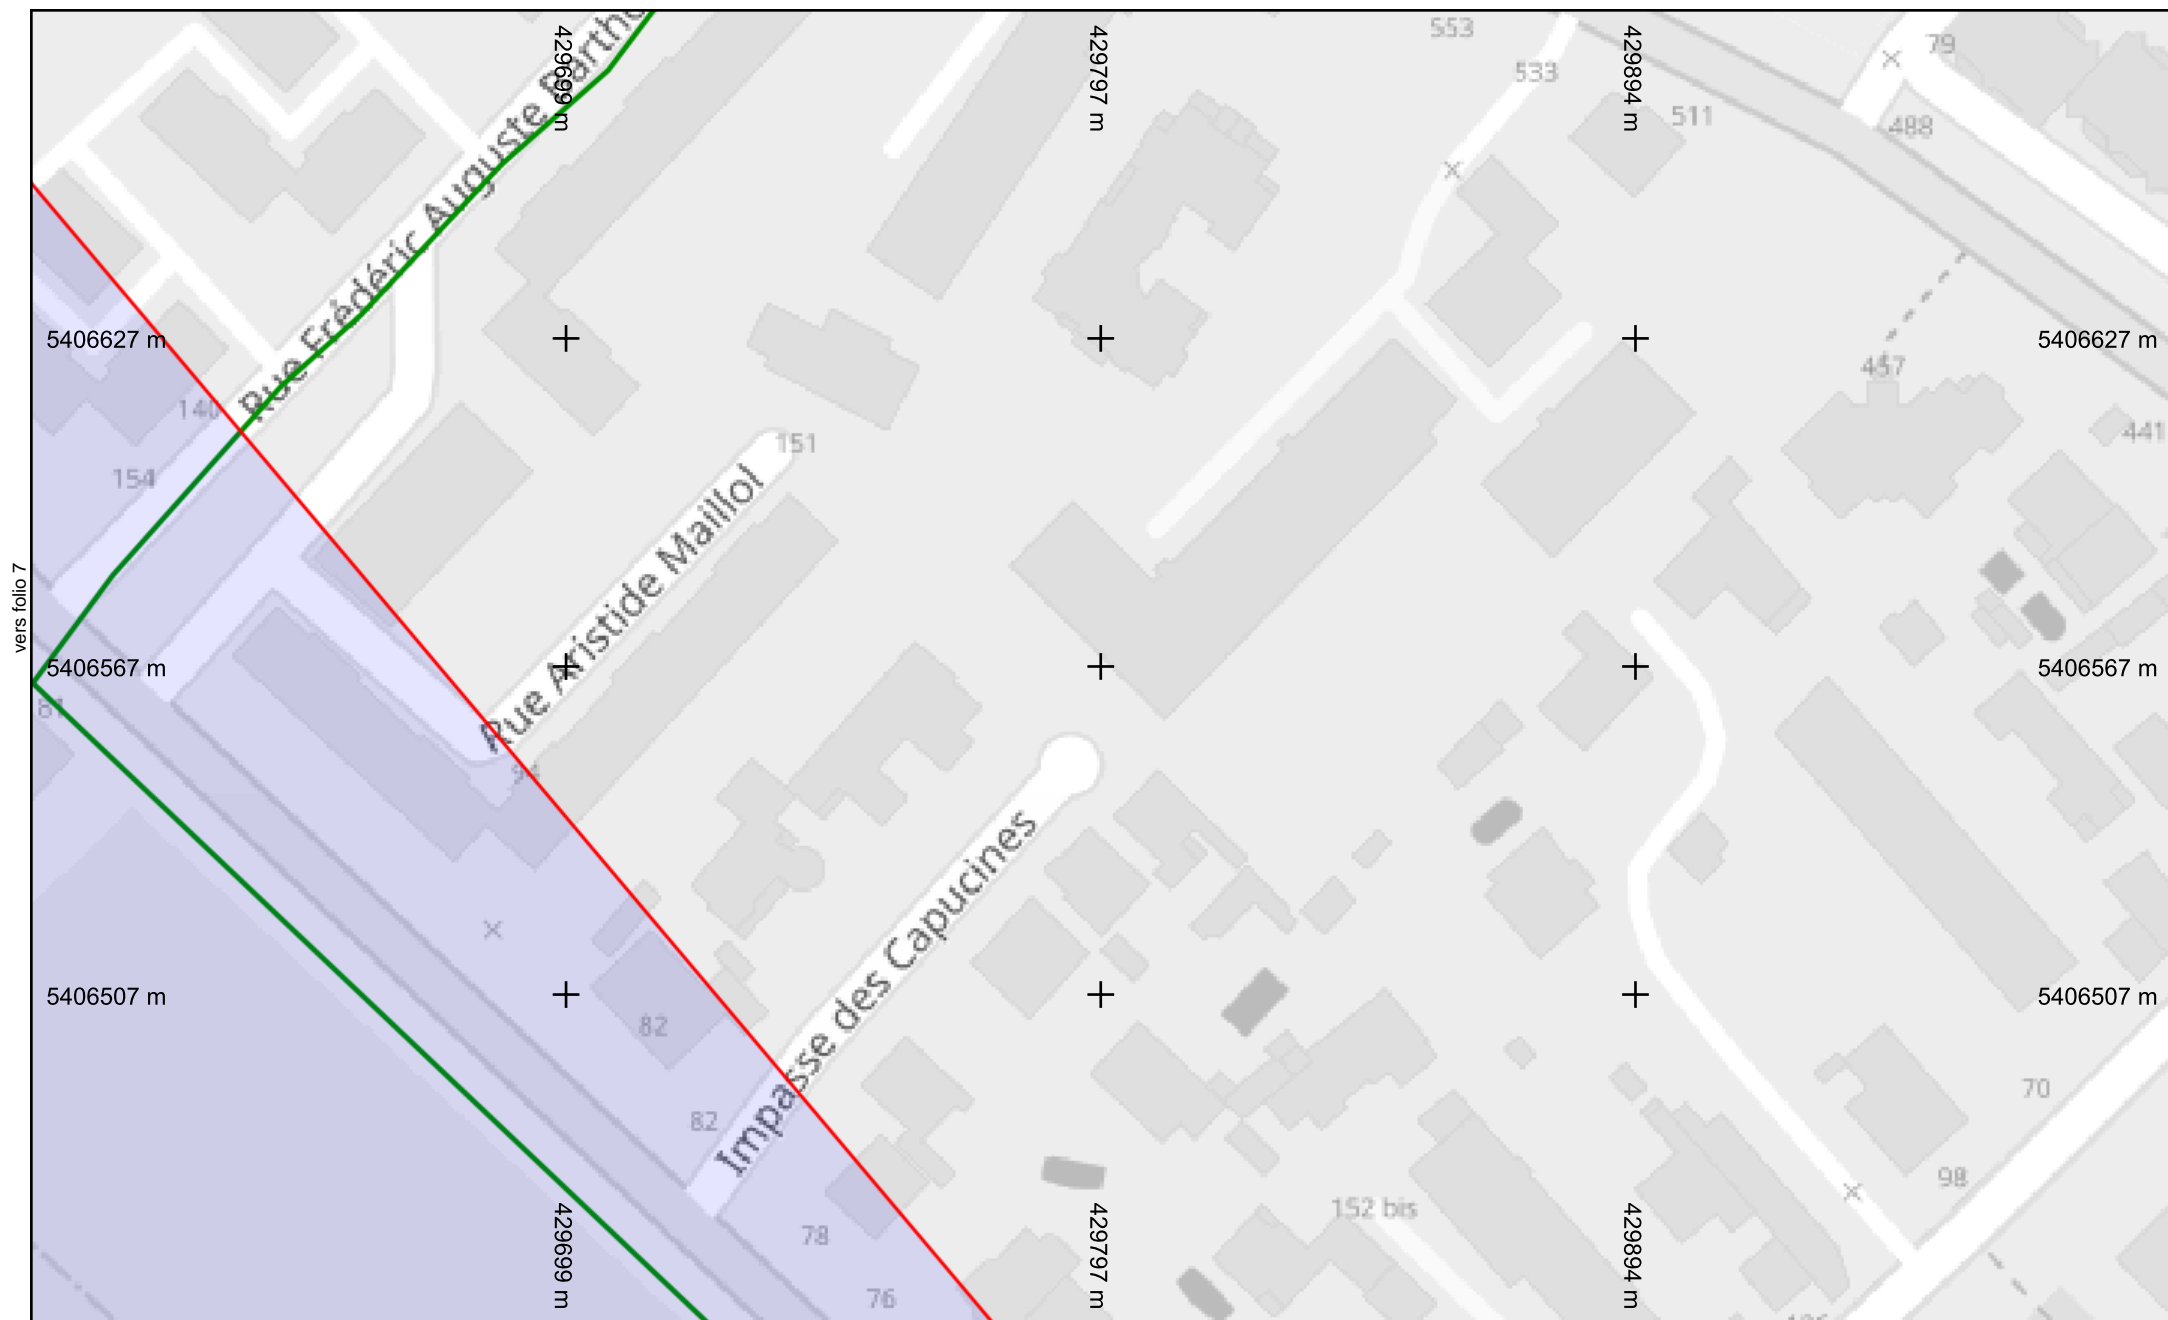 553
79
533
511
488
429699 m
429797 m
429894 m
Rue Frédéric Auguste
5406627 m
5406627 m
457
140
151
441
154
Rue Aristide Maillol
vers folio 7
5406567 m
5406567 m
81
94
Impasse des Capucines
5406507 m
5406507 m
82
70
82
98
152 bis
78
76
429699 m
429797 m
429894 m